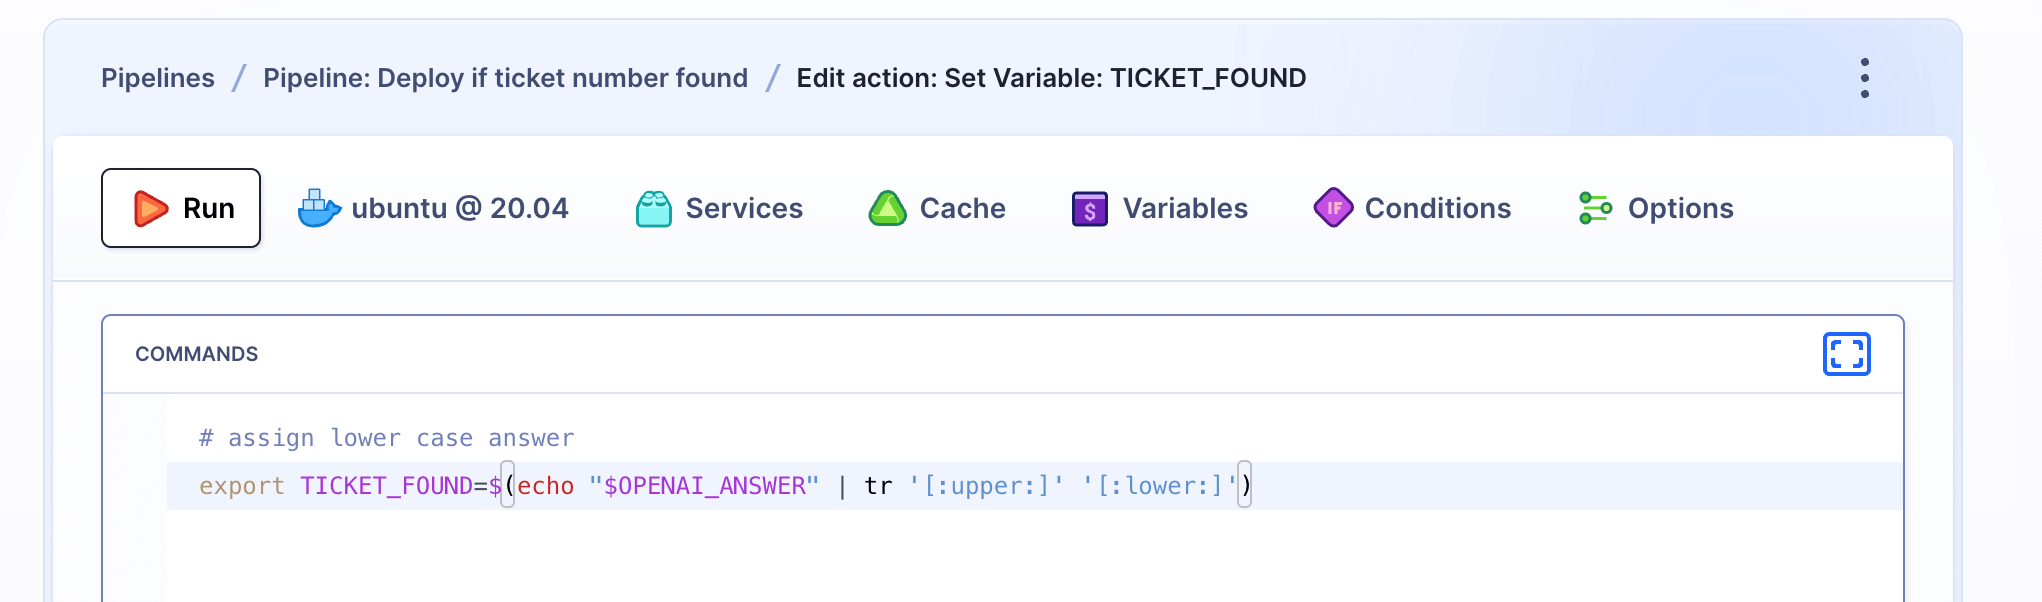 Pipelines / Pipeline: Deploy if ticket number found / Edit action: Set Variable: TICKET_FOUND
Run ubuntu @ 20.04 Services Cache $ Variables IF Conditions Options
COMMANDS
# assign lower case answer
export TICKET_FOUND=$(echo "$OPENAI_ANSWER" | tr '[:upper:]' '[:lower:]')